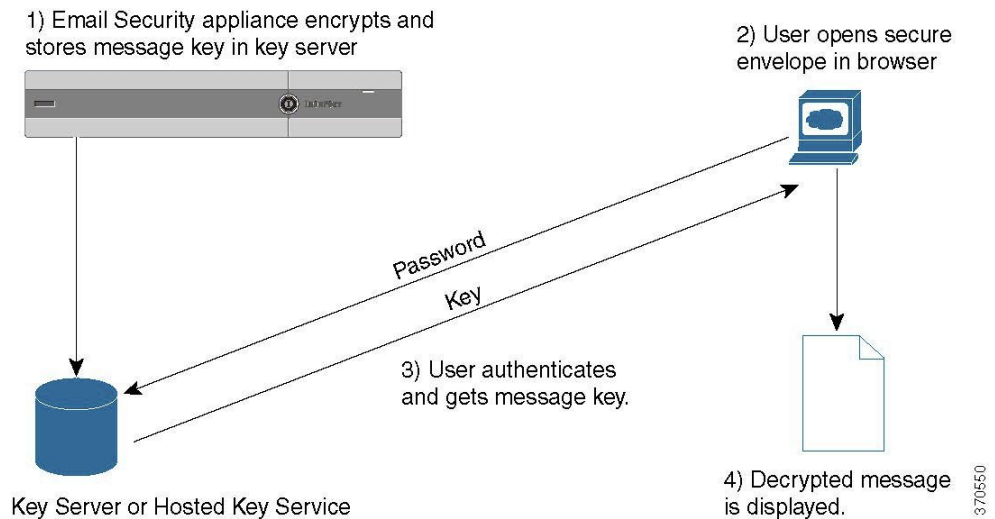 1) Email Security appliance encrypts and
stores message key in key server
2) User opens secure
envelope in browser
Password
Key
3) User authenticates
and gets message key.
Key Server or Hosted Key Service
4) Decrypted message
is displayed.
370550